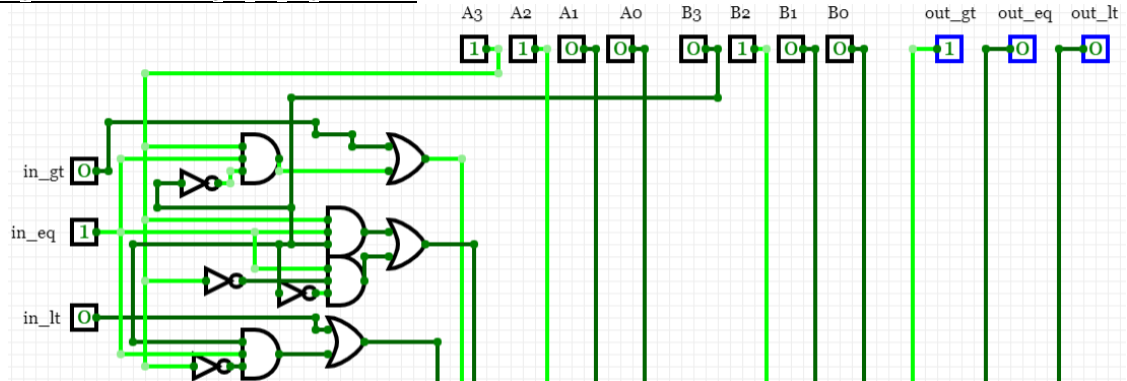 A3 A2 A1 A0 B3 B2 B1 B0 out_gt out_eq out_lt
1 1 0 0 0 1 0 0 1 0 0
in_gt 0
in_eq 1
in_lt 0